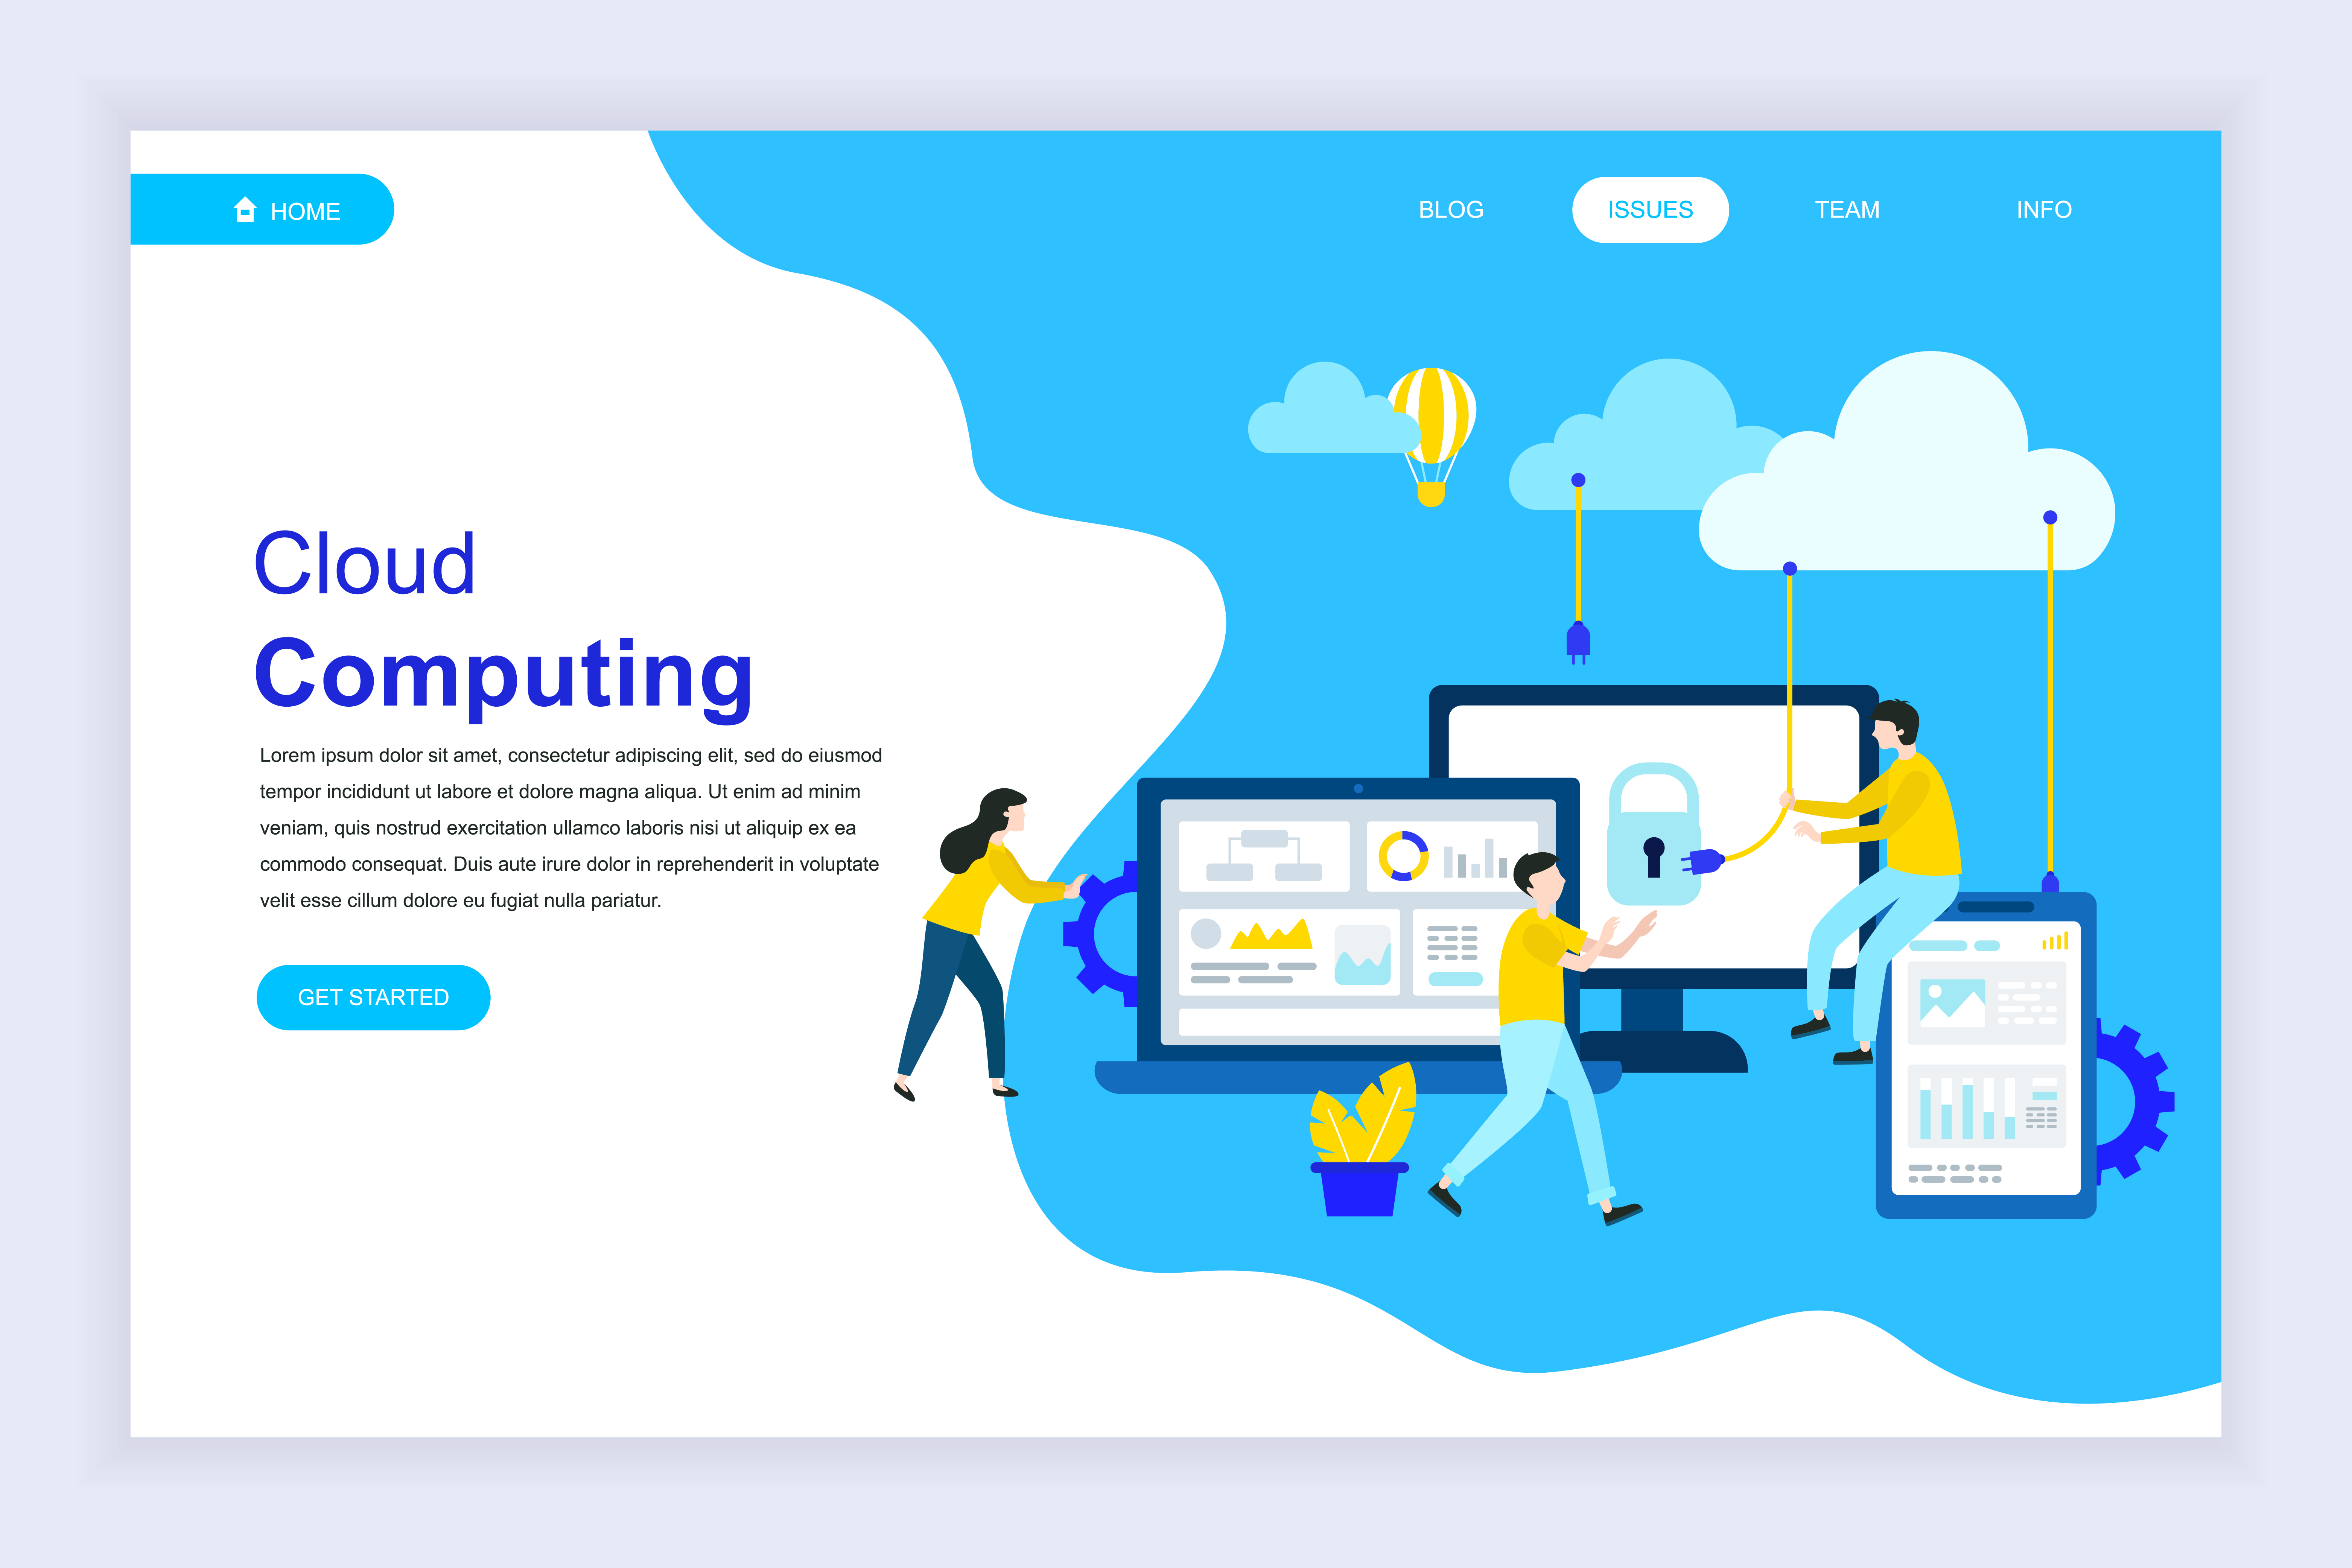 HOME
BLOG
ISSUES
TEAM
INFO
Cloud
Computing
Lorem ipsum dolor sit amet, consectetur adipiscing elit, sed do eiusmod
tempor incididunt ut labore et dolore magna aliqua. Ut enim ad minim
veniam, quis nostrud exercitation ullamco laboris nisi ut aliquip ex ea
commodo consequat. Duis aute irure dolor in reprehenderit in voluptate
velit esse cillum dolore eu fugiat nulla pariatur.
GET STARTED